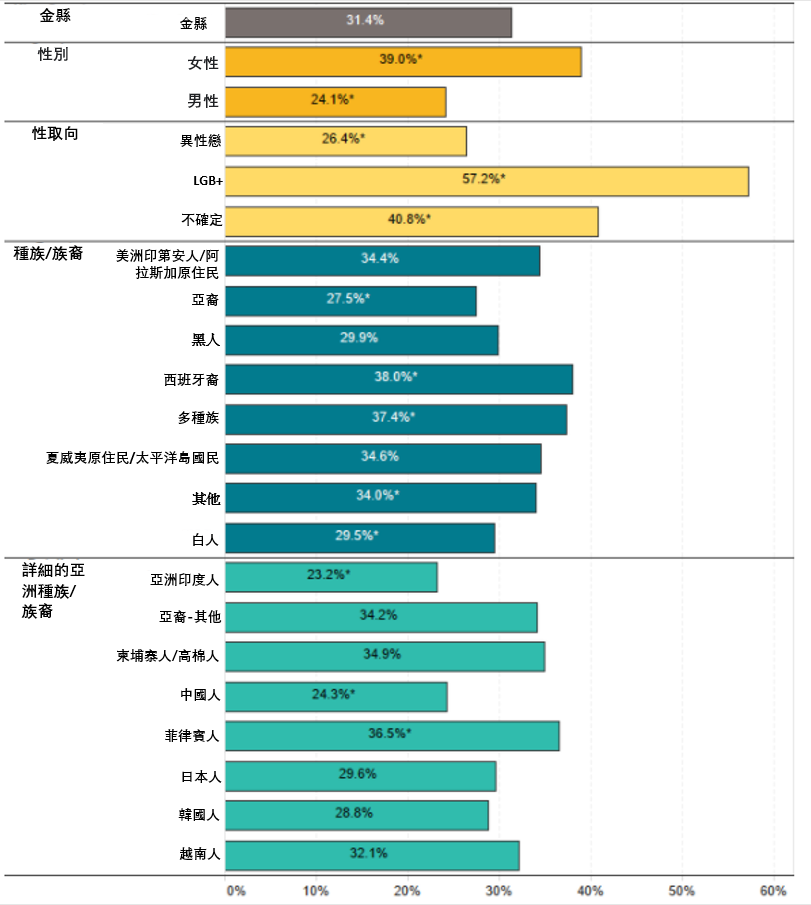 金縣
金縣
31.4%
性別
女性
39.0%*
男性
24.1%*
性取向
異性戀
26.4%*
LGB+
57.2%*
不確定
40.8%*
種族/族裔
美洲印第安人/阿
拉斯加原住民
34.4%
亞裔
27.5%*
黑人
29.9%
西班牙裔
38.0%*
多種族
37.4%*
夏威夷原住民/太平洋島國民
34.6%
其他
34.0%*
白人
29.5%*
詳細的亞
洲種族/
族裔
亞洲印度人
23.2%*
亞裔-其他
34.2%
柬埔寨人/高棉人
34.9%
中國人
24.3%*
菲律賓人
36.5%*
日本人
29.6%
韓國人
28.8%
越南人
32.1%
0% 10% 20% 30% 40% 50% 60%